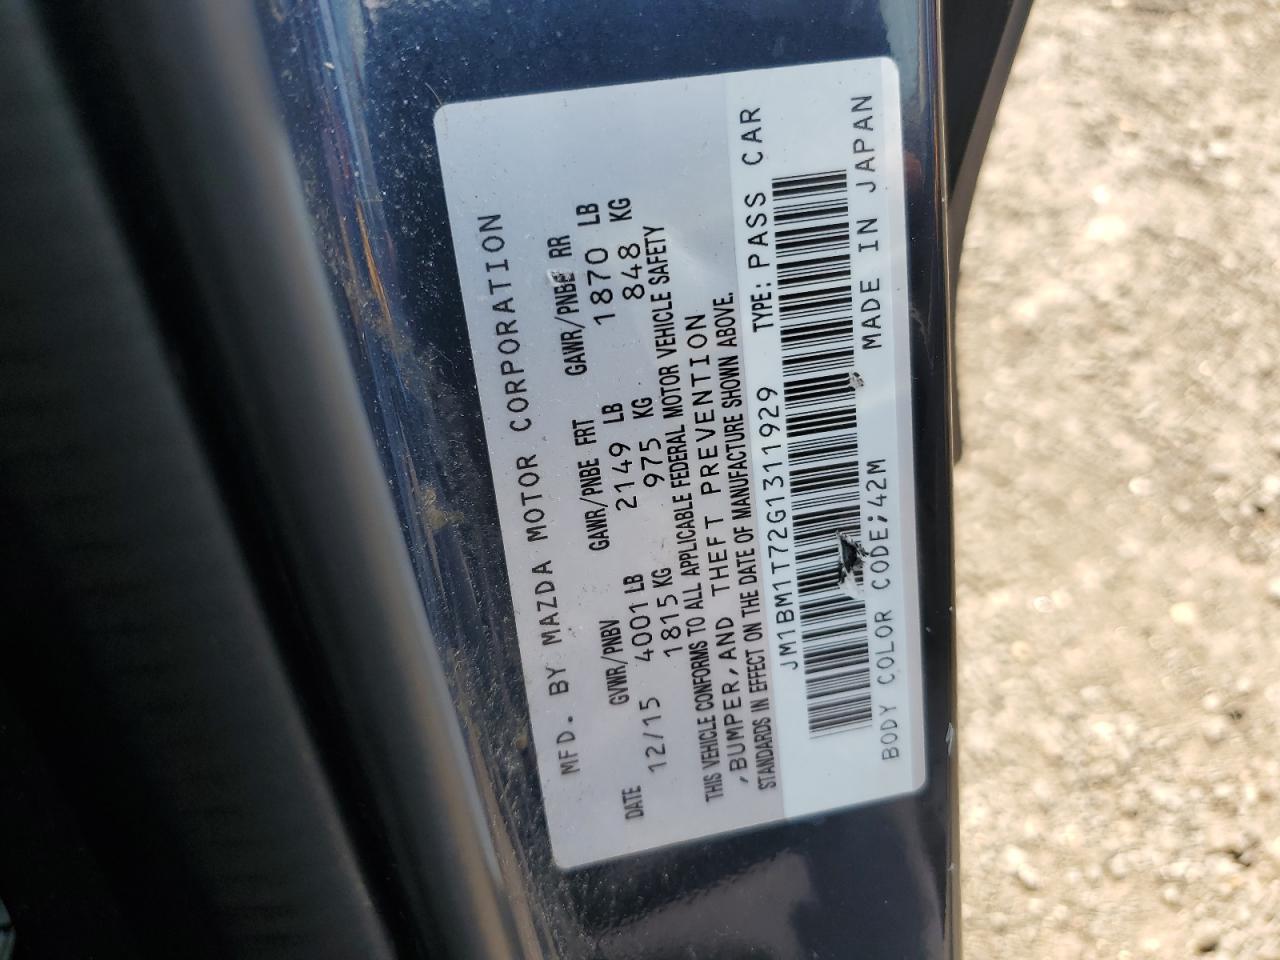 MFD. BY MAZDA MOTOR CORPORATION
DATE GVWR/PNBV GAWR/PNBE FRT GAWR/PNBE RR
12/15 4001 LB 2149 LB 1870 LB
1815 KG 975 KG 848 KG
THIS VEHICLE CONFORMS TO ALL APPLICABLE FEDERAL MOTOR VEHICLE SAFETY
,BUMPER,AND THEFT PREVENTION
STANDARDS IN EFFECT ON THE DATE OF MANUFACTURE SHOWN ABOVE.
JM1BM1T72G1311929 TYPE: PASS CAR
BODY COLOR CODE;42M MADE IN JAPAN